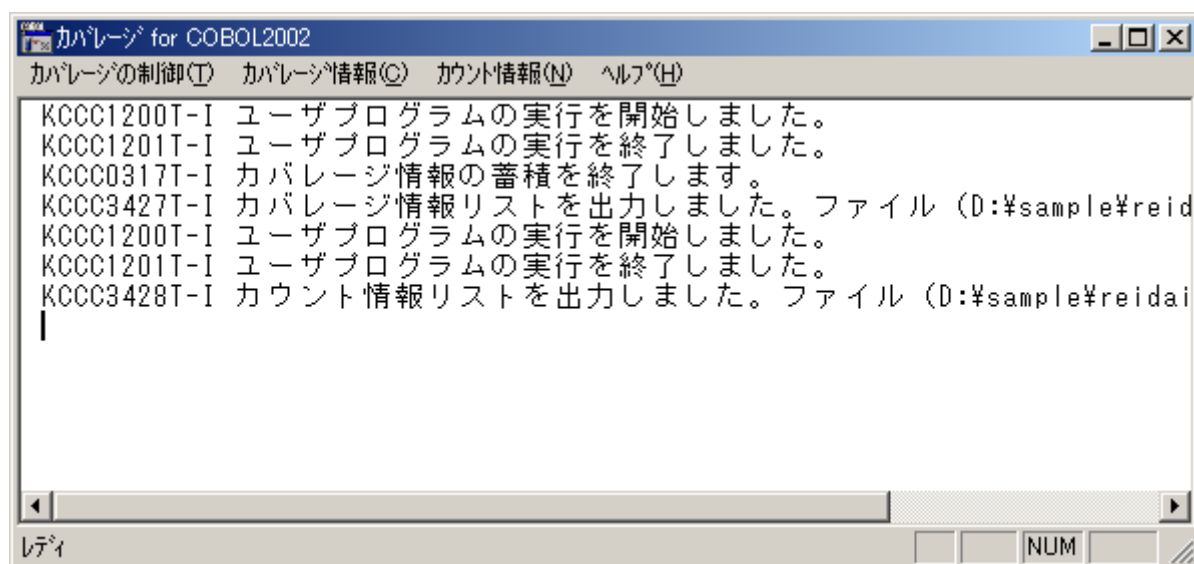 ｶﾊﾞﾚｰｼﾞ for COBOL2002
ｶﾊﾞﾚｰｼﾞの制御(T) ｶﾊﾞﾚｰｼﾞ情報(C) ｶｳﾝﾄ情報(N) ﾍﾙﾌﾟ(H)
KCCC1200T-I ユーザプログラムの実行を開始しました。
KCCC1201T-I ユーザプログラムの実行を終了しました。
KCCC0317T-I カバレージ情報の蓄積を終了します。
KCCC3427T-I カバレージ情報リストを出力しました。ファイル (D:¥sample¥reid
KCCC1200T-I ユーザプログラムの実行を開始しました。
KCCC1201T-I ユーザプログラムの実行を終了しました。
KCCC3428T-I カウント情報リストを出力しました。ファイル (D:¥sample¥reidai
ﾚﾃﾞｨ NUM